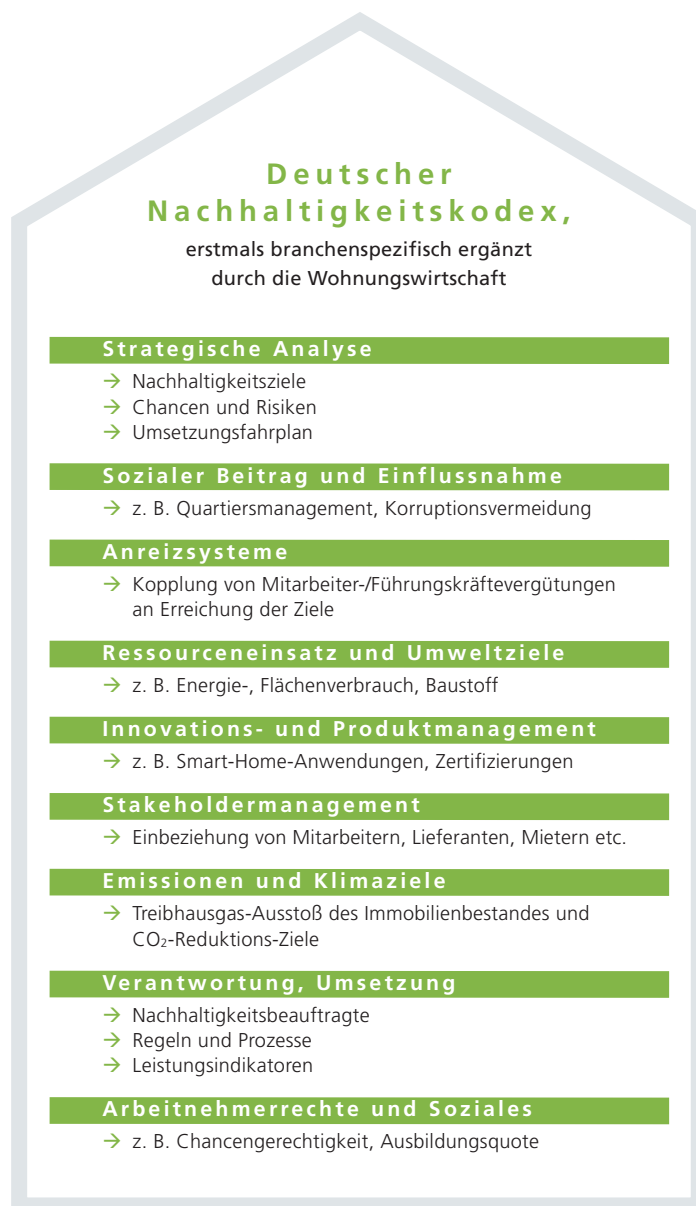 Deutscher
Nachhaltigkeitskodex,
erstmals branchenspezifisch ergänzt
durch die Wohnungswirtschaft
Strategische Analyse
→ Nachhaltigkeitsziele
→ Chancen und Risiken
→ Umsetzungsfahrplan
Sozialer Beitrag und Einflussnahme
→ z. B. Quartiersmanagement, Korruptionsvermeidung
Anreizsysteme
→ Kopplung von Mitarbeiter-/Führungskräftevergütungen
an Erreichung der Ziele
Ressourceneinsatz und Umweltziele
→ z. B. Energie-, Flächenverbrauch, Baustoff
Innovations- und Produktmanagement
→ z. B. Smart-Home-Anwendungen, Zertifizierungen
Stakeholdermanagement
→ Einbeziehung von Mitarbeitern, Lieferanten, Mietern etc.
Emissionen und Klimaziele
→ Treibhausgas-Ausstoß des Immobilienbestandes und
CO₂-Reduktions-Ziele
Verantwortung, Umsetzung
→ Nachhaltigkeitsbeauftragte
→ Regeln und Prozesse
→ Leistungsindikatoren
Arbeitnehmerrechte und Soziales
→ z. B. Chancengerechtigkeit, Ausbildungsquote